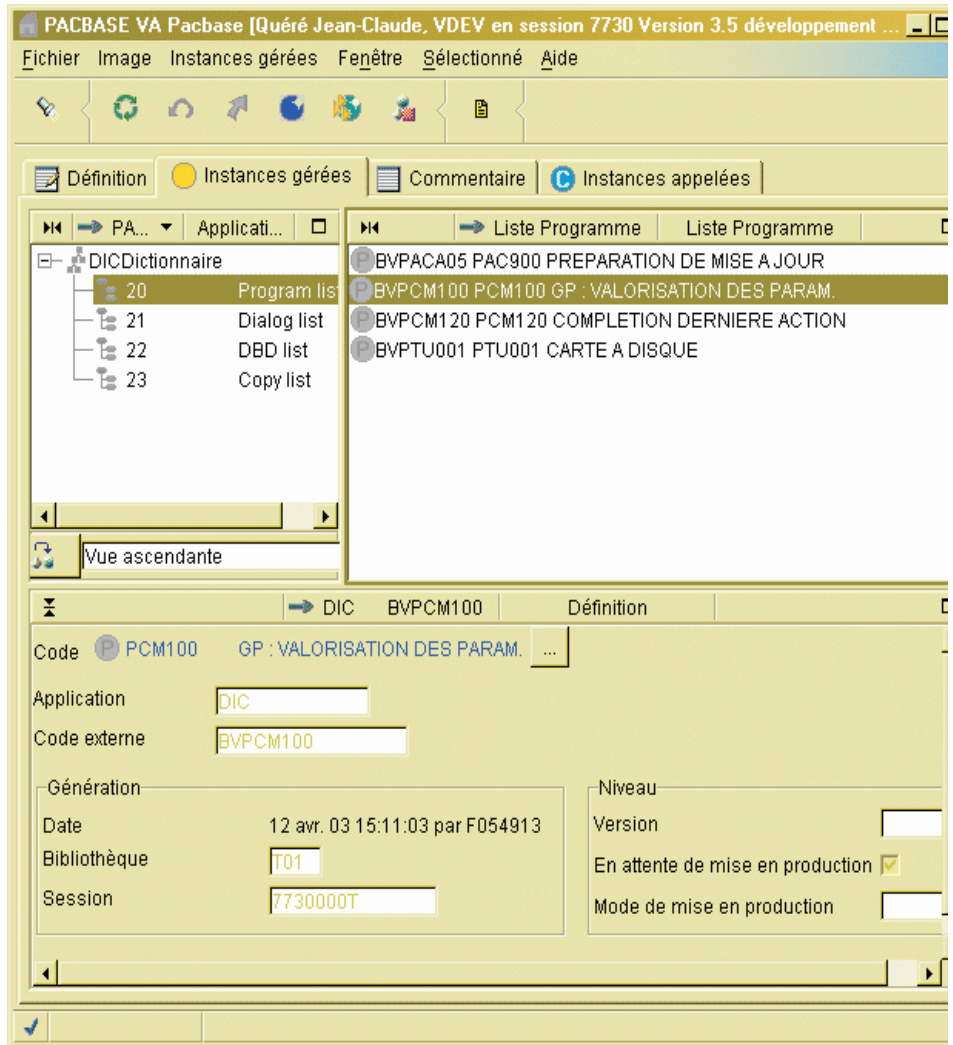 PACBASE VA Pacbase [Quéré Jean-Claude, VDEV en session 7730 Version 3.5 développement ...
Fichier Image Instances gérées Fenêtre Sélectionné Aide
Définition Instances gérées Commentaire C Instances appelées
PA... Applicati... Liste Programme Liste Programme
DICDictionnaire
20 Program lis
21 Dialog list
22 DBD list
23 Copy list
P BVPACA05 PAC900 PREPARATION DE MISE A JOUR
P BVPCM100 PCM100 GP : VALORISATION DES PARAM.
P BVPCM120 PCM120 COMPLETION DERNIERE ACTION
P BVPTU001 PTU001 CARTE A DISQUE
Vue ascendante
DIC BVPCM100 Définition
Code P PCM100 GP : VALORISATION DES PARAM. ...
Application DIC
Code externe BVPCM100
Génération
Date 12 avr. 03 15:11:03 par F054913
Bibliothèque T01
Session 7730000T
Niveau
Version
En attente de mise en production
Mode de mise en production